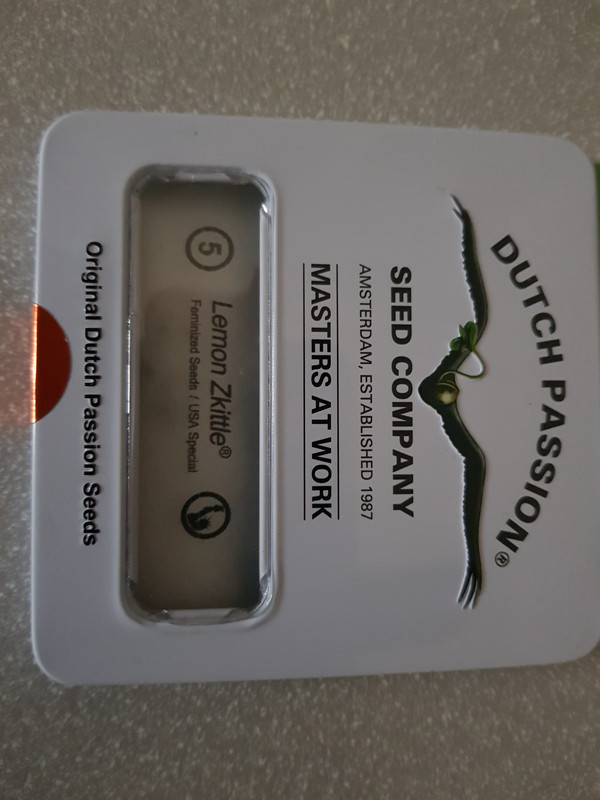 DUTCH PASSION®
SEED COMPANY
AMSTERDAM, ESTABLISHED 1987
MASTERS AT WORK
5
Lemon Zkittle®
Feminized Seeds / USA Special
Original Dutch Passion Seeds